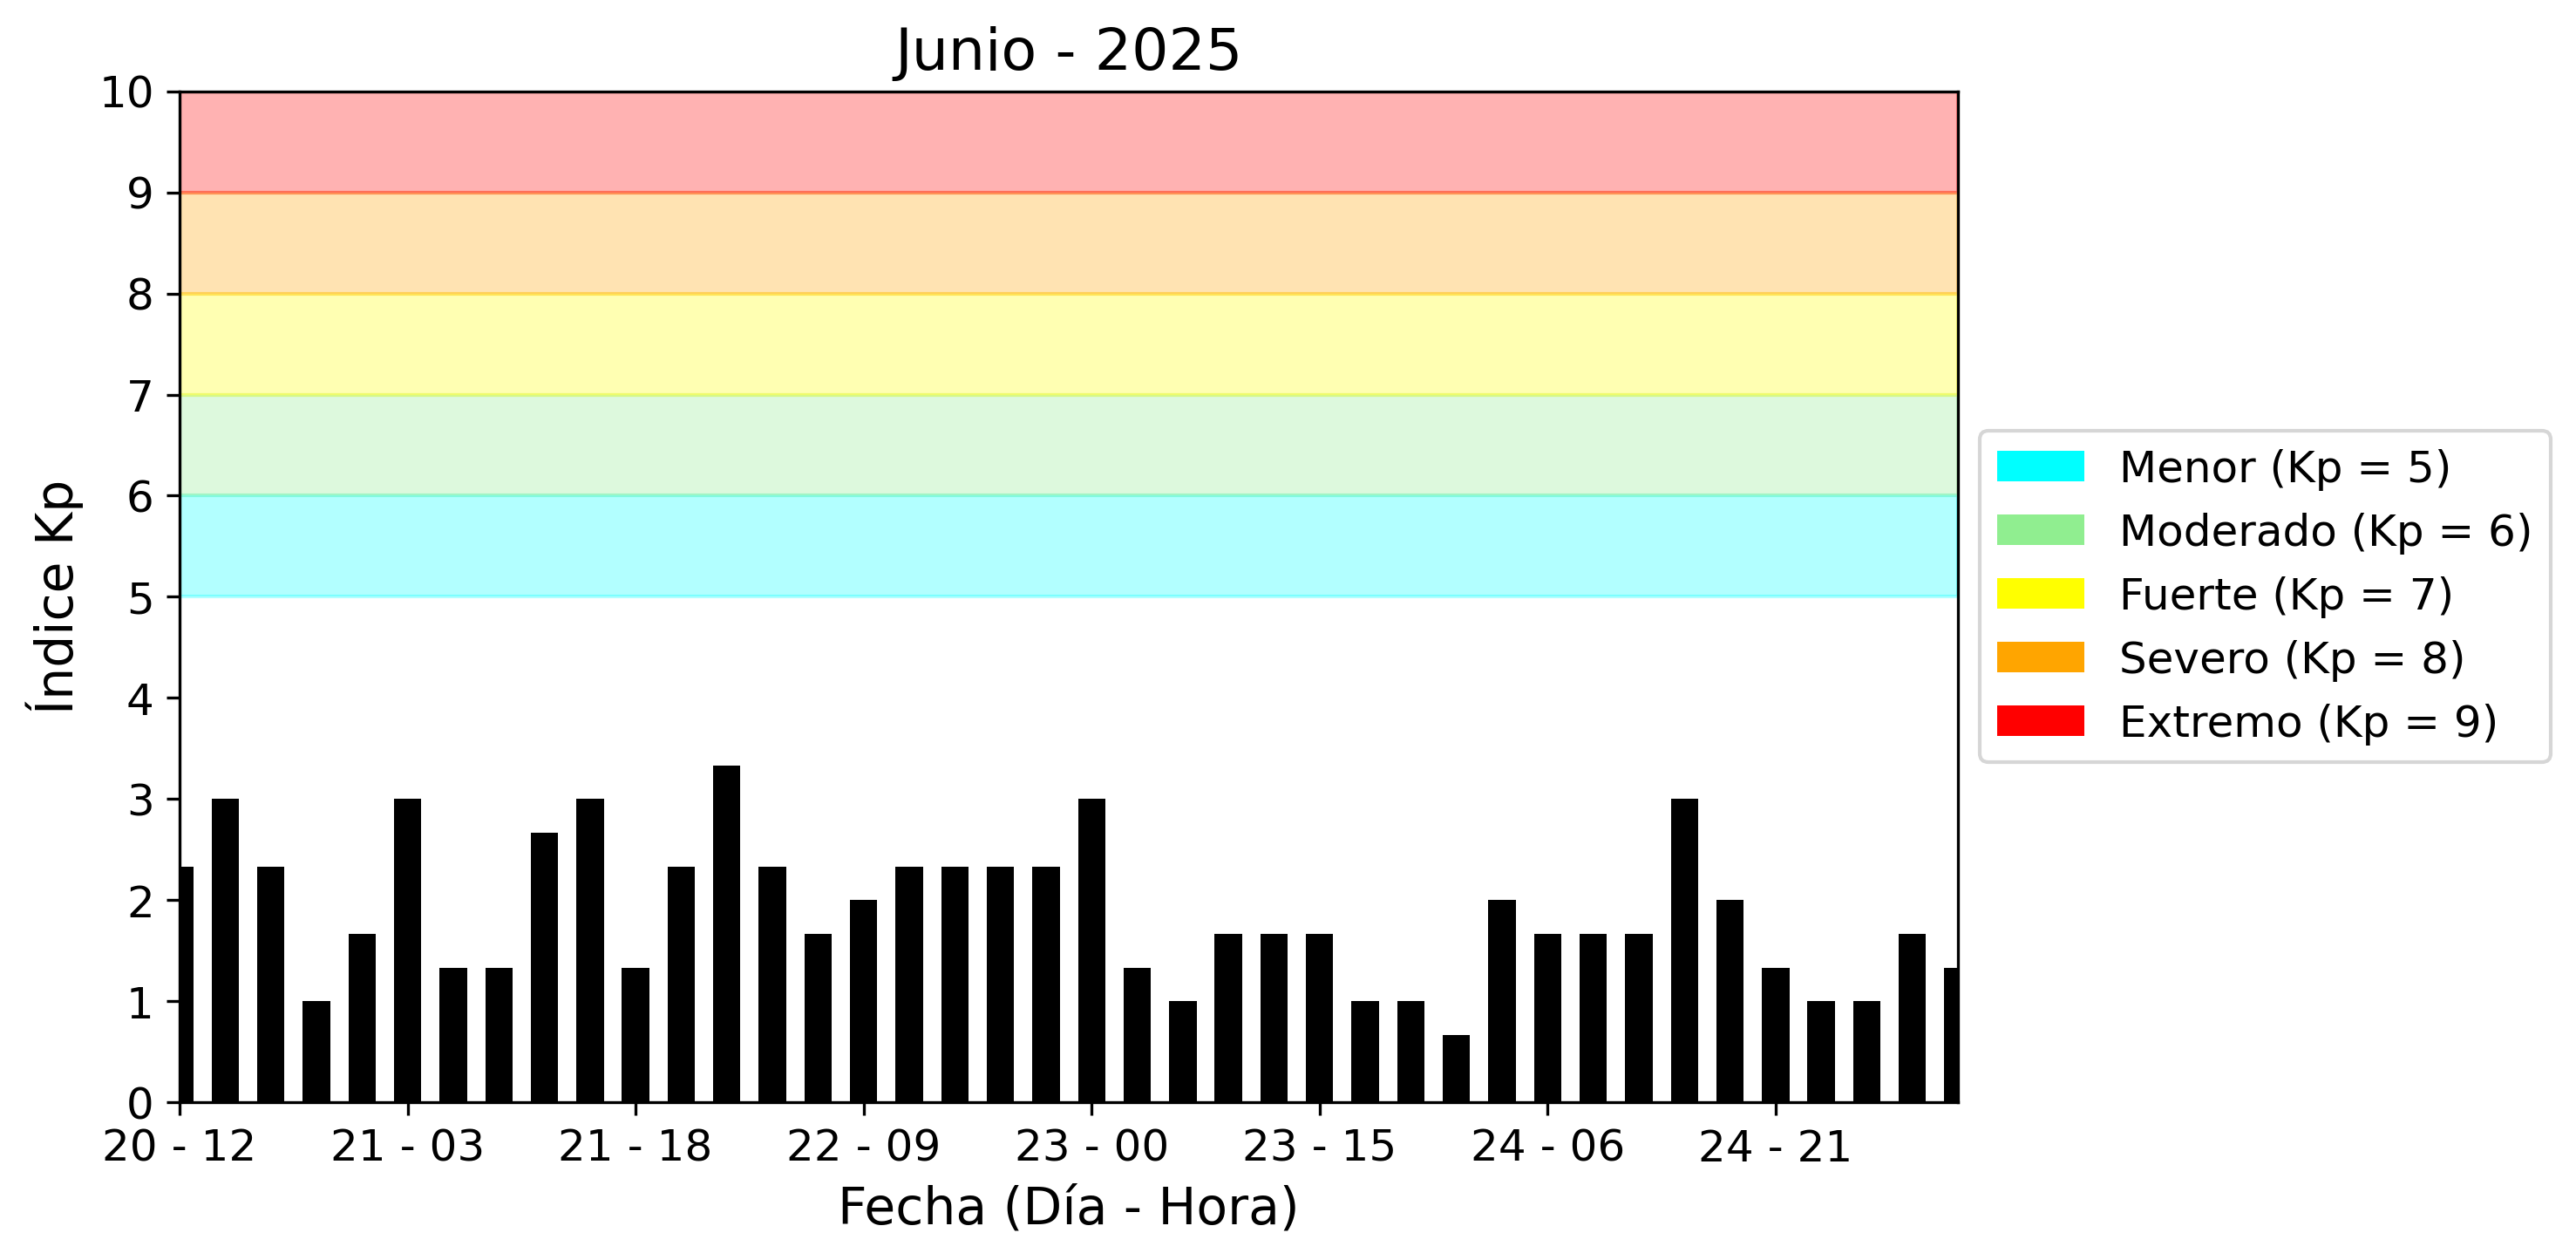 Junio - 2025
10
9
8
7
6
5
4
3
2
1
0
Índice Kp
20 - 12 21 - 03 21 - 18 22 - 09 23 - 00 23 - 15 24 - 06 24 - 21
Fecha (Día - Hora)
Menor (Kp = 5)
Moderado (Kp = 6)
Fuerte (Kp = 7)
Severo (Kp = 8)
Extremo (Kp = 9)